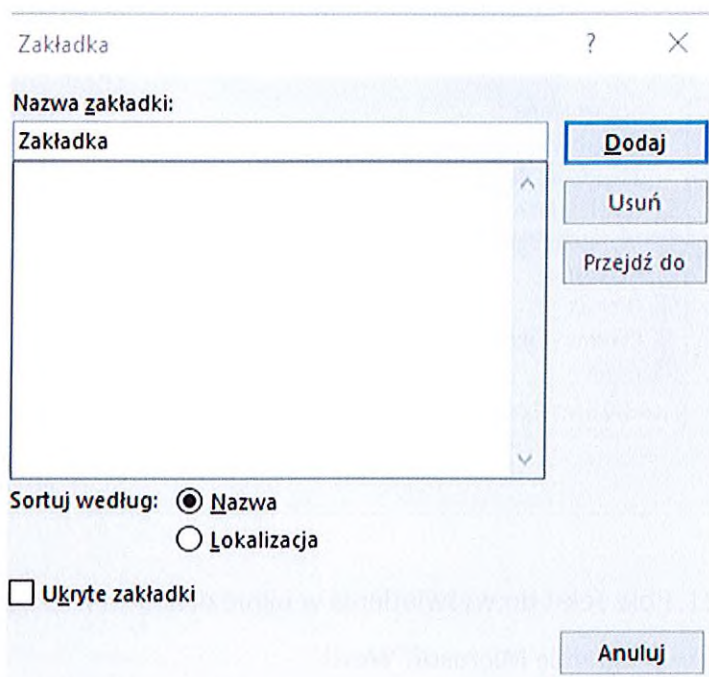 Zakładka ? ×
Nazwa zakładki:
Zakładka
Dodaj
Usuń
Przejdź do
Sortuj według: Nazwa
Lokalizacja
Ukryte zakładki
Anuluj